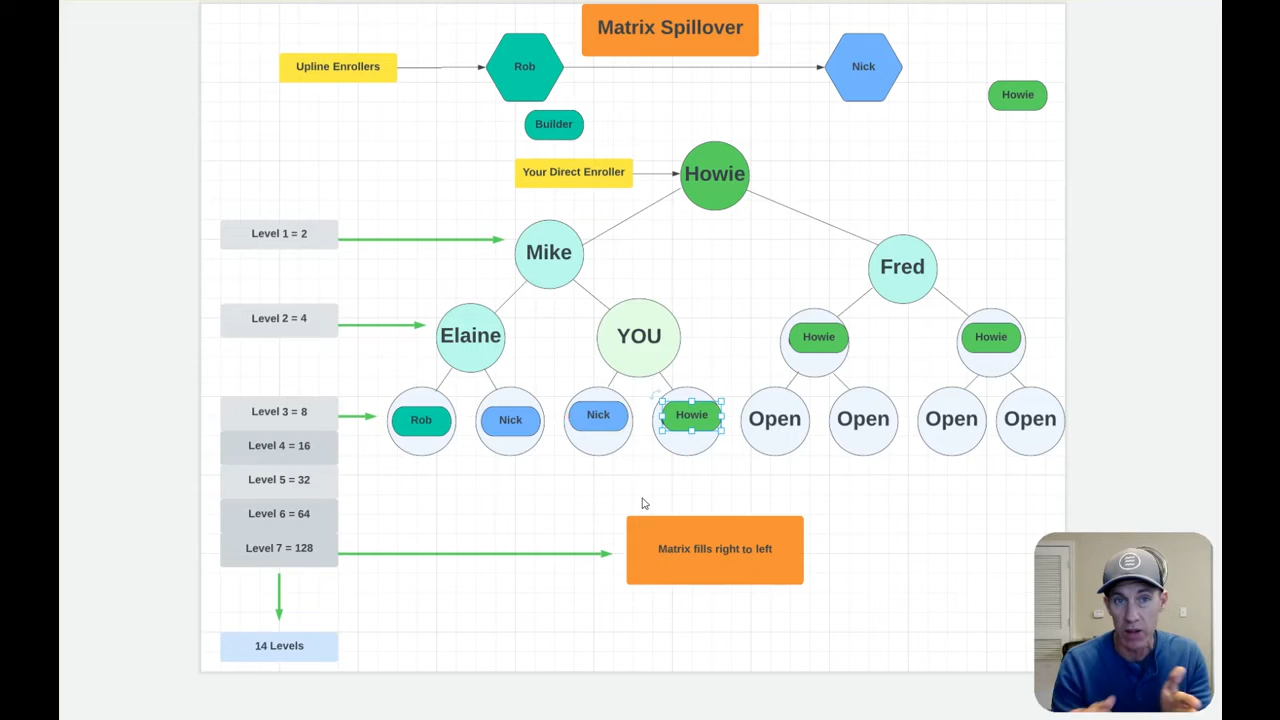 Matrix Spillover
Upline Enrollers
Rob
Nick
Howie
Builder
Your Direct Enroller
Howie
Level 1 = 2
Mike
Fred
Level 2 = 4
Elaine
YOU
Howie
Howie
Level 3 = 8
Rob
Nick
Nick
Howie
Open
Open
Open
Open
Level 4 = 16
Level 5 = 32
Level 6 = 64
Level 7 = 128
Matrix fills right to left
14 Levels